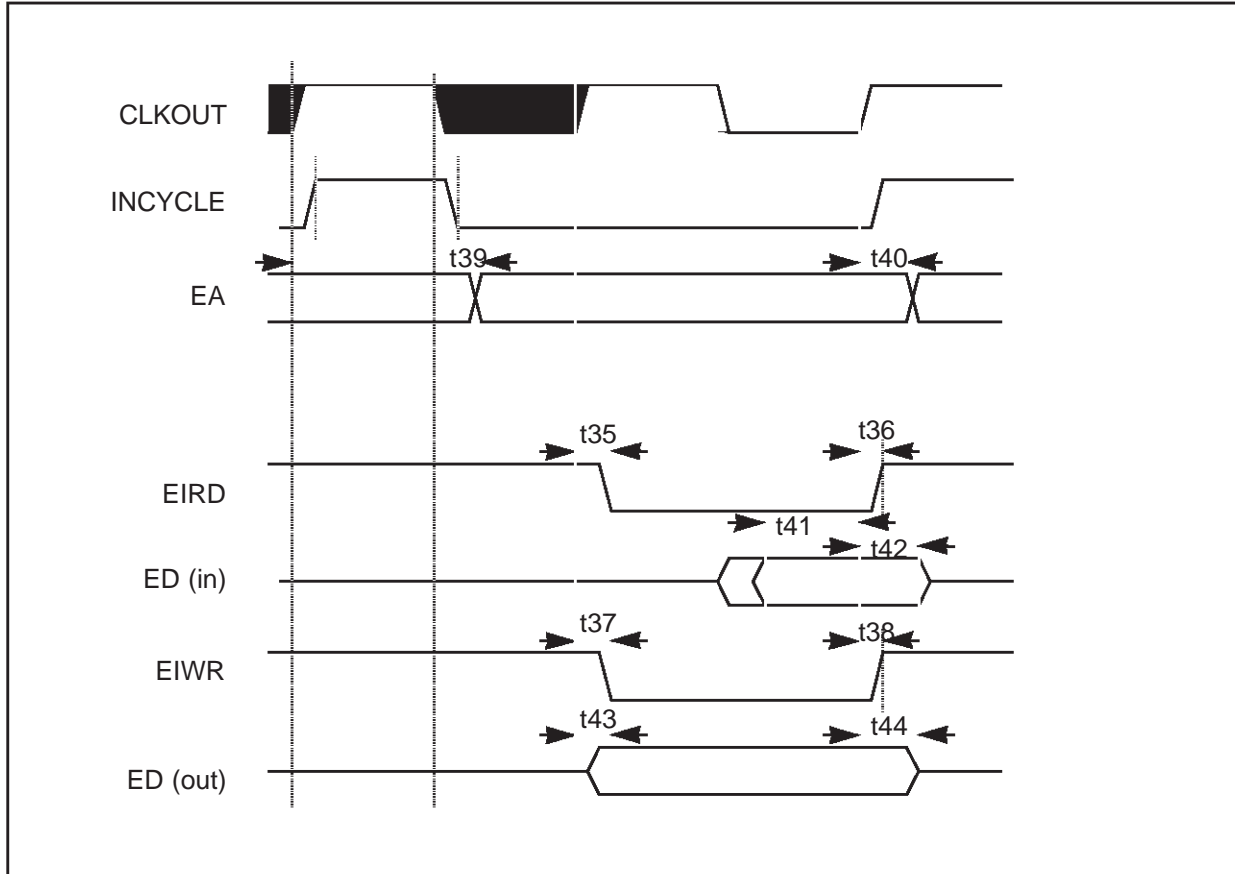 CLKOUT
INCYCLE
t39 t40
EA
t35 t36
EIRD
t41
t42
ED (in)
t37 t38
EIWR
t43 t44
ED (out)